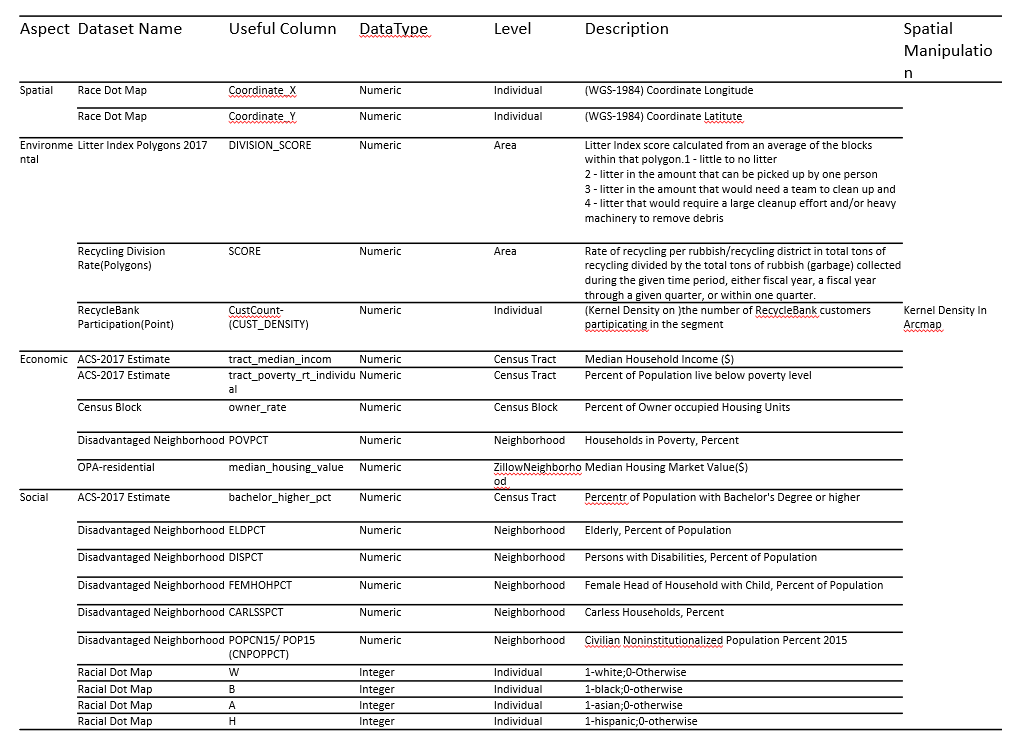 Aspect Dataset Name Useful Column DataType Level Description Spatial
Manipulatio
n
Spatial Race Dot Map Coordinate_X Numeric Individual (WGS-1984) Coordinate Longitude
Race Dot Map Coordinate_Y Numeric Individual (WGS-1984) Coordinate Latitute
Environme Litter Index Polygons 2017 DIVISION_SCORE Numeric Area Litter Index score calculated from an average of the blocks
ntal within that polygon.1 - little to no litter
2 - litter in the amount that can be picked up by one person
3 - litter in the amount that would need a team to clean up and
4 - litter that would require a large cleanup effort and/or heavy
machinery to remove debris
Recycling Division SCORE Numeric Area Rate of recycling per rubbish/recycling district in total tons of
Rate(Polygons) recycling divided by the total tons of rubbish (garbage) collected
during the given time period, either fiscal year, a fiscal year
through a given quarter, or within one quarter.
RecycleBank CustCount- Numeric Individual (Kernel Density on )the number of RecycleBank customers Kernel Density In
Participation(Point) (CUST_DENSITY) partipicating in the segment Arcmap
Economic ACS-2017 Estimate tract_median_incom Numeric Census Tract Median Household Income ($)
ACS-2017 Estimate tract_poverty_rt_individu Numeric Census Tract Percent of Population live below poverty level
al
Census Block owner_rate Numeric Census Block Percent of Owner occupied Housing Units
Disadvantaged Neighborhood POVPCT Numeric Neighborhood Households in Poverty, Percent
OPA-residential median_housing_value Numeric ZillowNeighborho Median Housing Market Value($)
od
Social ACS-2017 Estimate bachelor_higher_pct Numeric Census Tract Percentr of Population with Bachelor's Degree or higher
Disadvantaged Neighborhood ELDPCT Numeric Neighborhood Elderly, Percent of Population
Disadvantaged Neighborhood DISPCT Numeric Neighborhood Persons with Disabilities, Percent of Population
Disadvantaged Neighborhood FEMHOHPCT Numeric Neighborhood Female Head of Household with Child, Percent of Population
Disadvantaged Neighborhood CARLSSPCT Numeric Neighborhood Carless Households, Percent
Disadvantaged Neighborhood POPCN15/ POP15 Numeric Neighborhood Civilian Noninstitutionalized Population Percent 2015
(CNPOPPCT)
Racial Dot Map W Integer Individual 1-white;0-Otherwise
Racial Dot Map B Integer Individual 1-black;0-otherwise
Racial Dot Map A Integer Individual 1-asian;0-otherwise
Racial Dot Map H Integer Individual 1-hispanic;0-otherwise